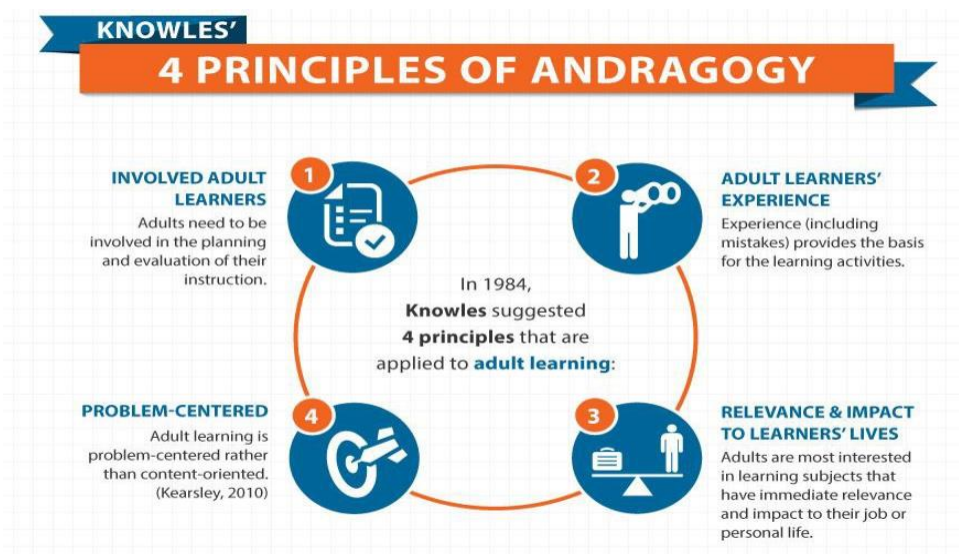 KNOWLES'
4 PRINCIPLES OF ANDRAGOGY
1
INVOLVED ADULT
LEARNERS
Adults need to be
involved in the planning
and evaluation of their
instruction.
2
ADULT LEARNERS'
EXPERIENCE
Experience (including
mistakes) provides the basis
for the learning activities.
In 1984,
Knowles suggested
4 principles that are
applied to adult learning:
3
RELEVANCE & IMPACT
TO LEARNERS' LIVES
Adults are most interested
in learning subjects that
have immediate relevance
and impact to their job or
personal life.
4
PROBLEM-CENTERED
Adult learning is
problem-centered rather
than content-oriented.
(Kearsley, 2010)